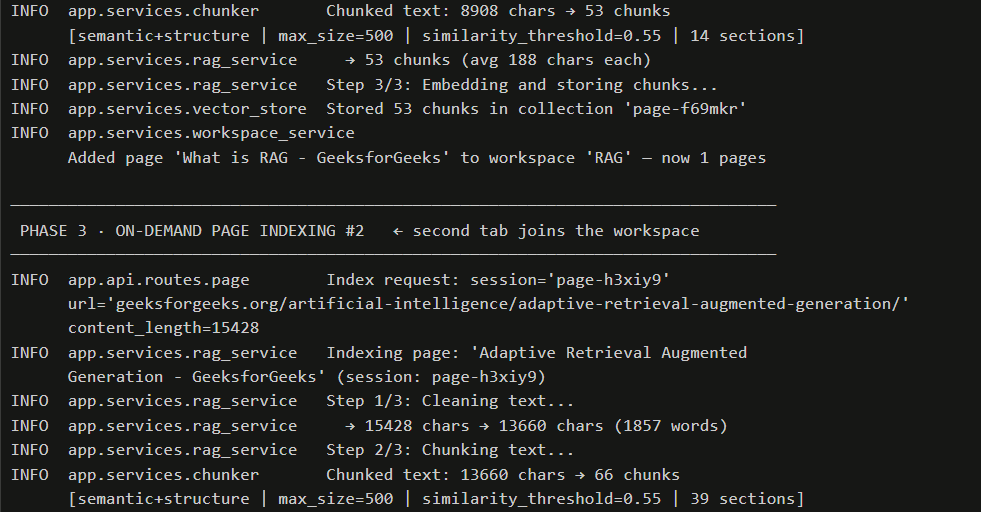 INFO  app.services.chunker       Chunked text: 8908 chars → 53 chunks
      [semantic+structure | max_size=500 | similarity_threshold=0.55 | 14 sections]
INFO  app.services.rag_service     → 53 chunks (avg 188 chars each)
INFO  app.services.rag_service   Step 3/3: Embedding and storing chunks...
INFO  app.services.vector_store  Stored 53 chunks in collection 'page-f69mkr'
INFO  app.services.workspace_service
      Added page 'What is RAG - GeeksforGeeks' to workspace 'RAG' — now 1 pages
PHASE 3 · ON-DEMAND PAGE INDEXING #2   ← second tab joins the workspace
INFO  app.api.routes.page        Index request: session='page-h3xiy9'
      url='geeksforgeeks.org/artificial-intelligence/adaptive-retrieval-augmented-generation/'
      content_length=15428
INFO  app.services.rag_service   Indexing page: 'Adaptive Retrieval Augmented
      Generation - GeeksforGeeks' (session: page-h3xiy9)
INFO  app.services.rag_service   Step 1/3: Cleaning text...
INFO  app.services.rag_service     → 15428 chars → 13660 chars (1857 words)
INFO  app.services.rag_service   Step 2/3: Chunking text...
INFO  app.services.chunker       Chunked text: 13660 chars → 66 chunks
      [semantic+structure | max_size=500 | similarity_threshold=0.55 | 39 sections]